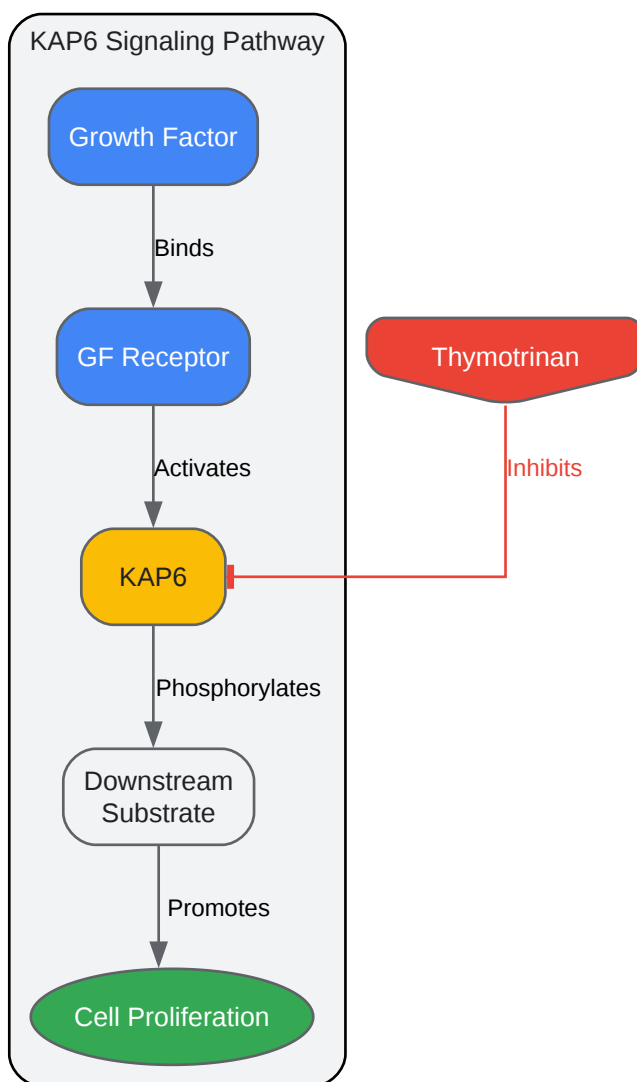 KAP6 Signaling Pathway
Growth Factor
Binds
GF Receptor
Thymotrinan
Activates
Inhibits
KAP6
Phosphorylates
Downstream
Substrate
Promotes
Cell Proliferation